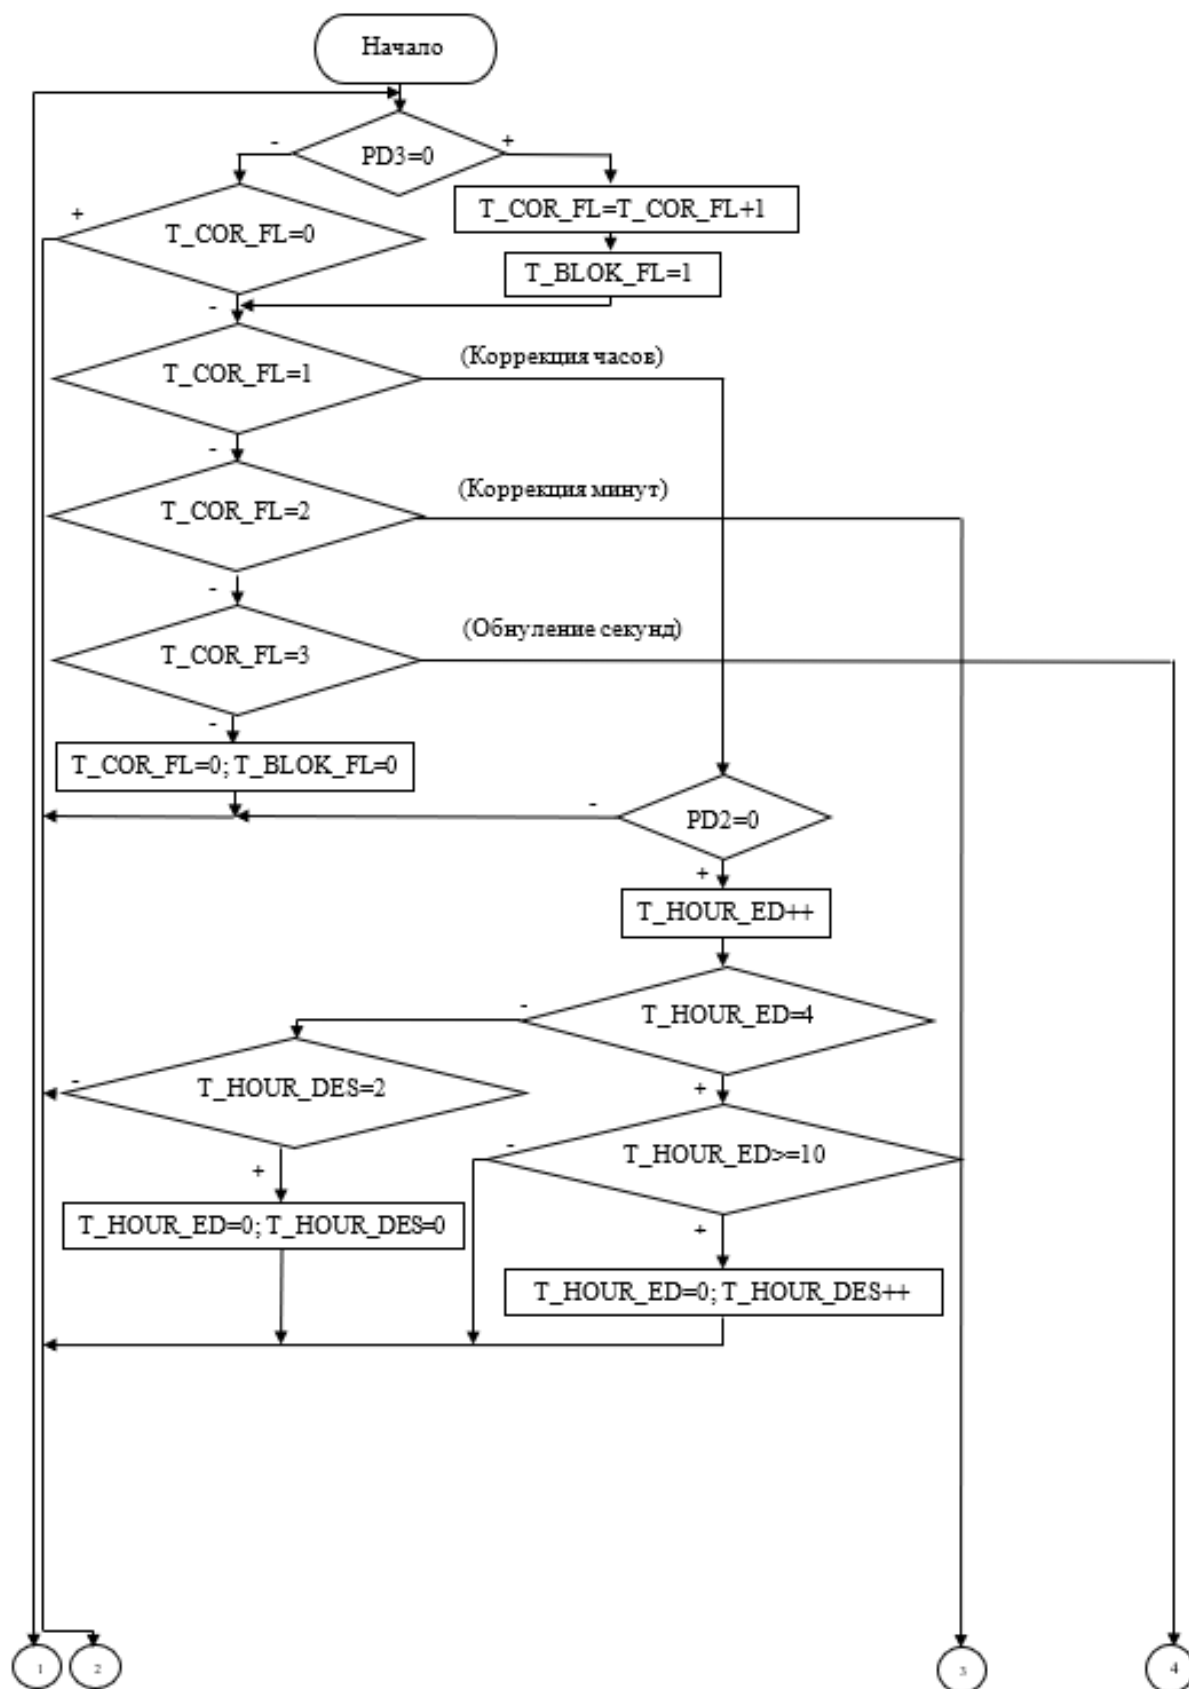 Начало
PD3=0
-
+
T_COR_FL=T_COR_FL+1
+
T_COR_FL=0
T_BLOK_FL=1
-
(Коррекция часов)
T_COR_FL=1
-
(Коррекция минут)
T_COR_FL=2
-
(Обнуление секунд)
T_COR_FL=3
-
T_COR_FL=0; T_BLOK_FL=0
-
PD2=0
+
T_HOUR_ED++
-
T_HOUR_ED=4
-
T_HOUR_DES=2
+
-
T_HOUR_ED>=10
+
T_HOUR_ED=0; T_HOUR_DES=0
+
T_HOUR_ED=0; T_HOUR_DES++
1
2
3
4